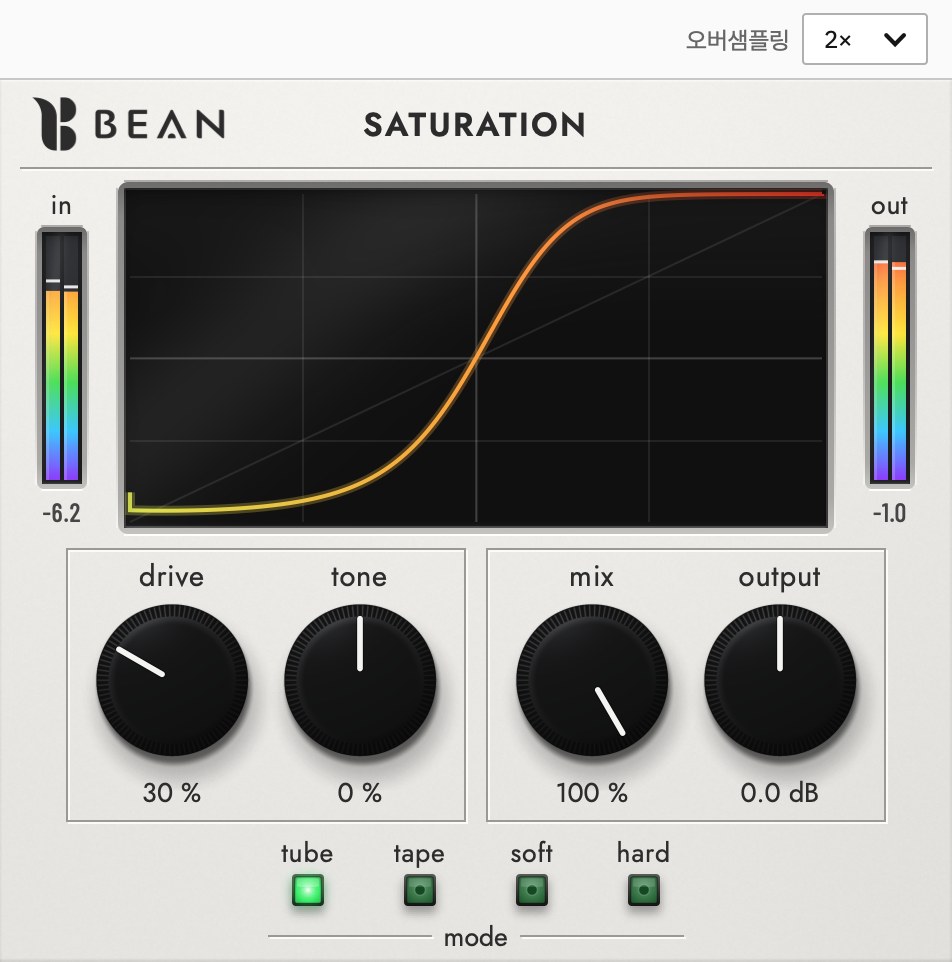 오버샘플링 2×
BEAN SATURATION
in
out
-6.2
-1.0
drive tone mix output
30 % 0 % 100 % 0.0 dB
tube tape soft hard
mode